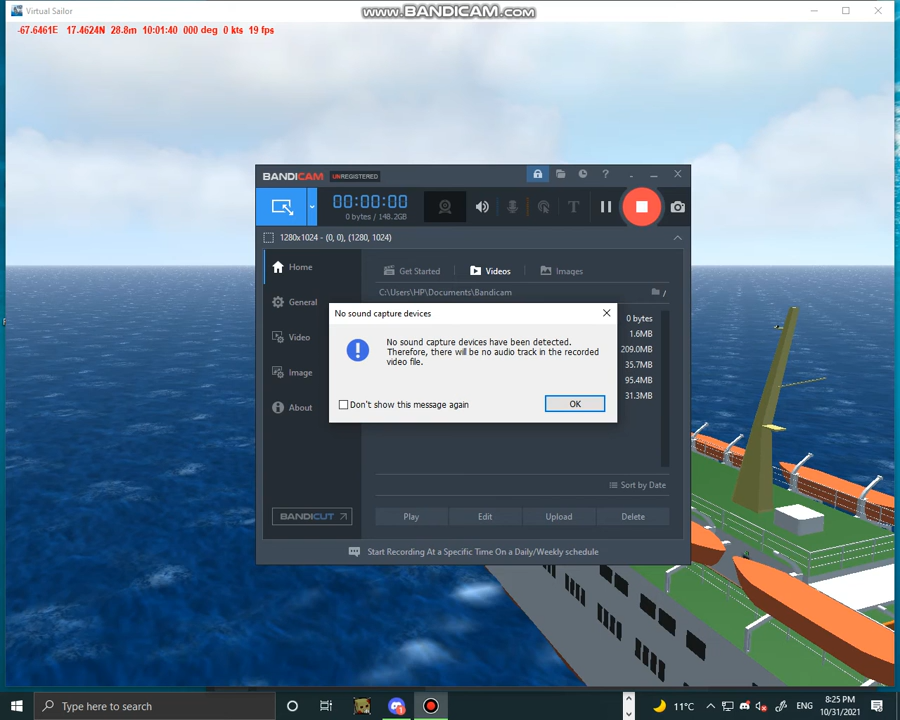 Virtual Sailor
www.BANDICAM.com
-67.6461E 17.4624N 28.8m 10:01:40 000 deg 0 kts 19 fps
BANDICAM UNREGISTERED
?
00:00:00
0 bytes / 148.2GB
T
1280x1024 - (0, 0), (1280, 1024)
Home
General
Video
Image
About
BANDICUT
Get Started Videos Images
C:\Users\HP\Documents\Bandicam
/
0 bytes
1.6MB
209.0MB
35.7MB
95.4MB
31.3MB
No sound capture devices
No sound capture devices have been detected.
Therefore, there will be no audio track in the recorded
video file.
Don't show this message again
OK
Sort by Date
Play Edit Upload Delete
Start Recording At a Specific Time On a Daily/Weekly schedule
Type here to search
11°C
ENG
8:25 PM
10/31/2021